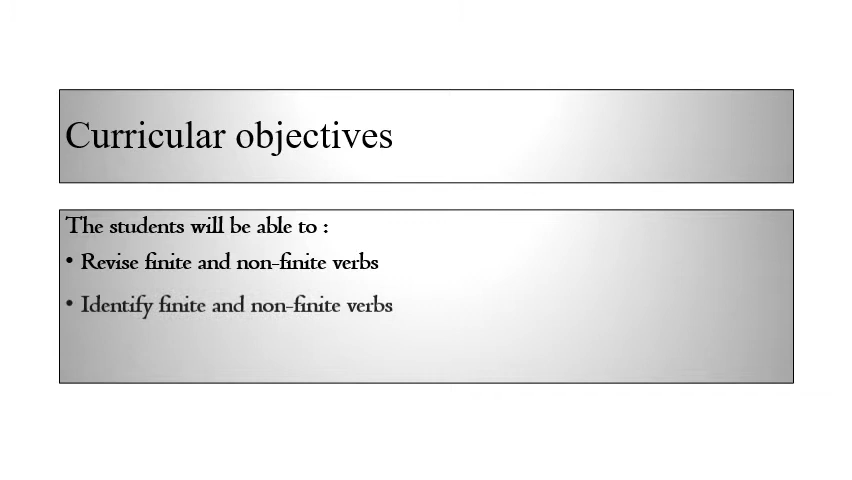 Curricular objectives
The students will be able to :
• Revise finite and non-finite verbs
• Identify finite and non-finite verbs